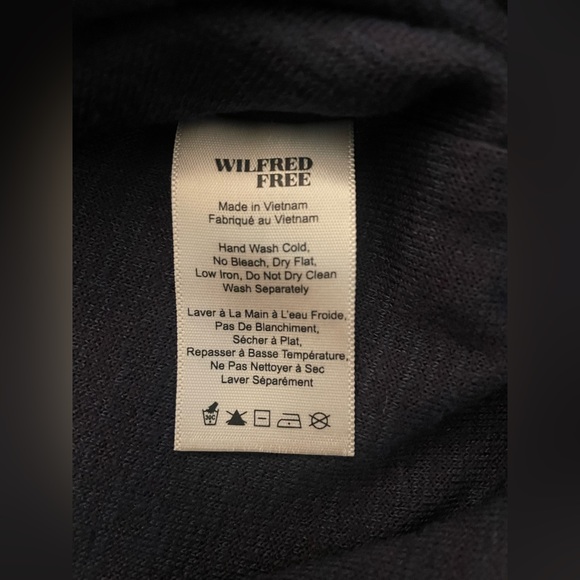 WILFRED
FREE
Made in Vietnam
Fabriqué au Vietnam
Hand Wash Cold,
No Bleach, Dry Flat,
Low Iron, Do Not Dry Clean
Wash Separately
Laver à La Main à L'eau Froide,
Pas De Blanchiment,
Sécher à Plat,
Repasser à Basse Température,
Ne Pas Nettoyer à Sec
Laver Séparément